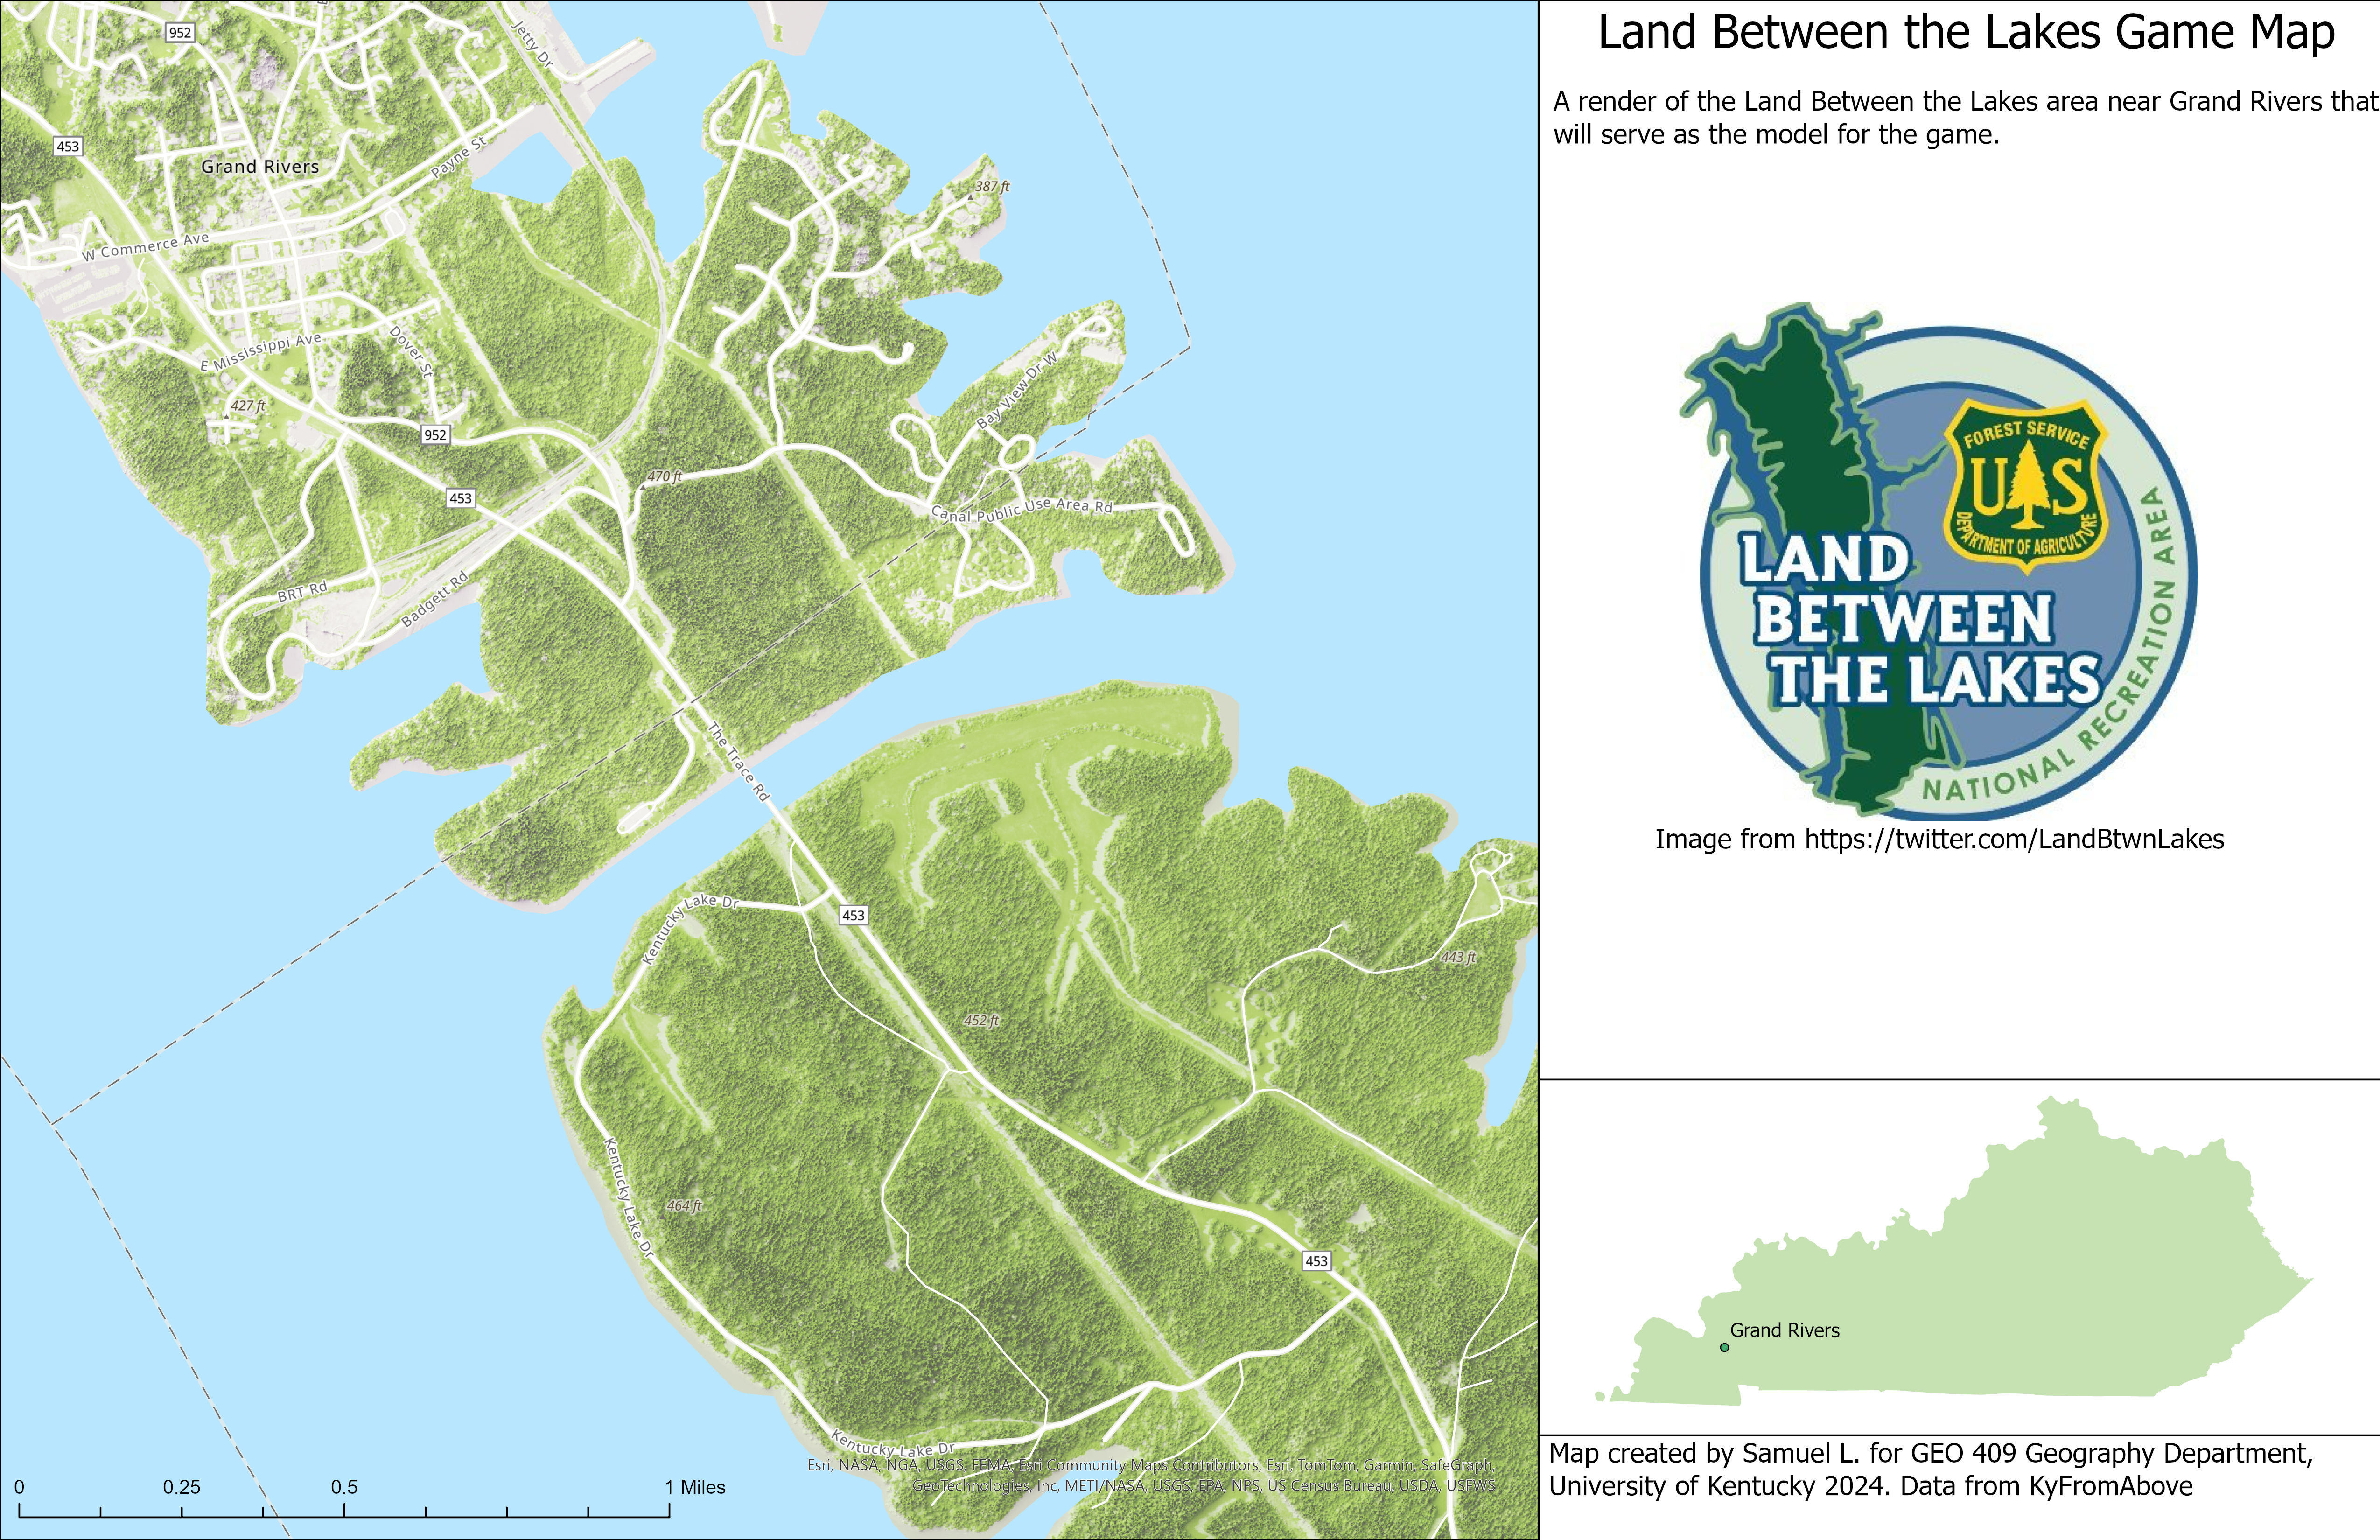 Land Between the Lakes Game Map
A render of the Land Between the Lakes area near Grand Rivers that
will serve as the model for the game.
FOREST SERVICE
U S
DEPARTMENT OF AGRICULTURE
LAND
BETWEEN
THE LAKES
NATIONAL RECREATION AREA
Image from https://twitter.com/LandBtwnLakes
Grand Rivers
Map created by Samuel L. for GEO 409 Geography Department,
University of Kentucky 2024. Data from KyFromAbove
952
Jetty Dr
453
Grand Rivers
Payne St
387 ft
W Commerce Ave
E Mississippi Ave
Dover St
Bay View Dr W
427 ft
952
470 ft
453
Canal Public Use Area Rd
BRT Rd
Badgett Rd
The Trace Rd
Kentucky Lake Dr
453
443 ft
452 ft
Kentucky Lake Dr
464 ft
453
Kentucky Lake Dr
Esri, NASA, NGA, USGS, FEMA, Esri Community Maps Contributors, Esri, TomTom, Garmin, SafeGraph,
GeoTechnologies, Inc, METI/NASA, USGS, EPA, NPS, US Census Bureau, USDA, USFWS
0 0.25 0.5 1 Miles